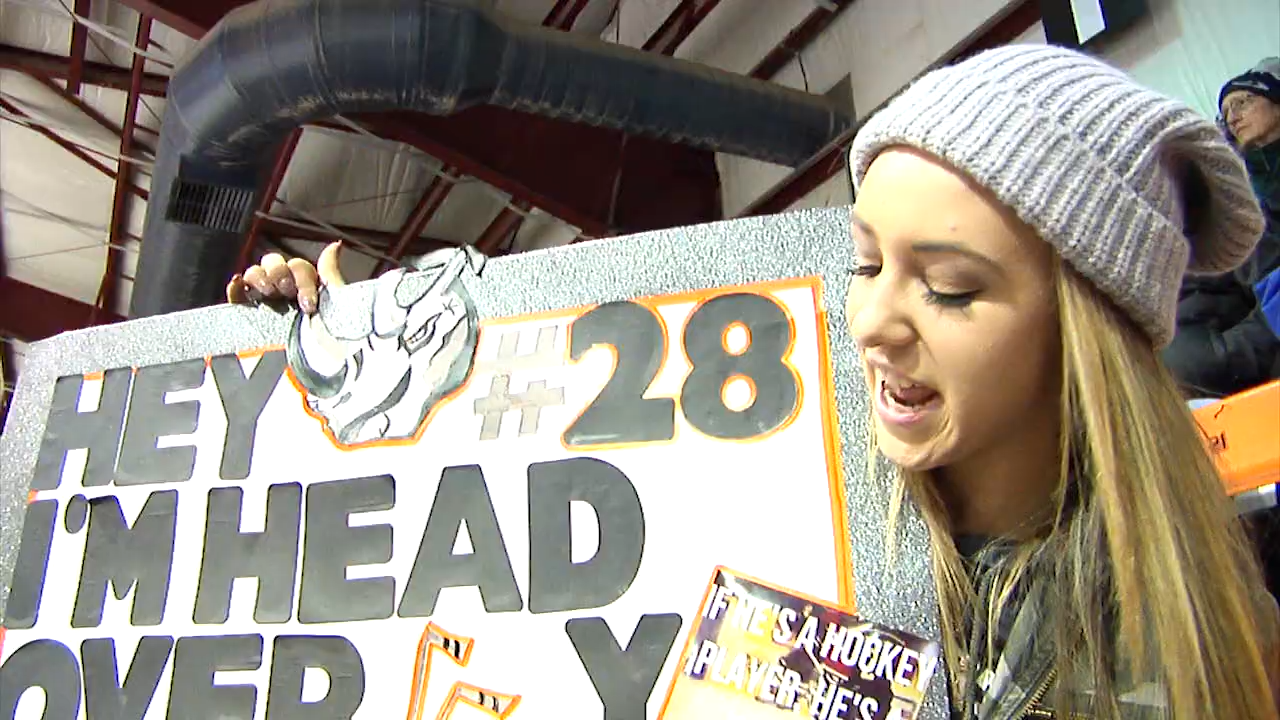 HEY #28
I'M HEAD
OVER Y
IF HE'S A HOCKEY
PLAYER HE'S A